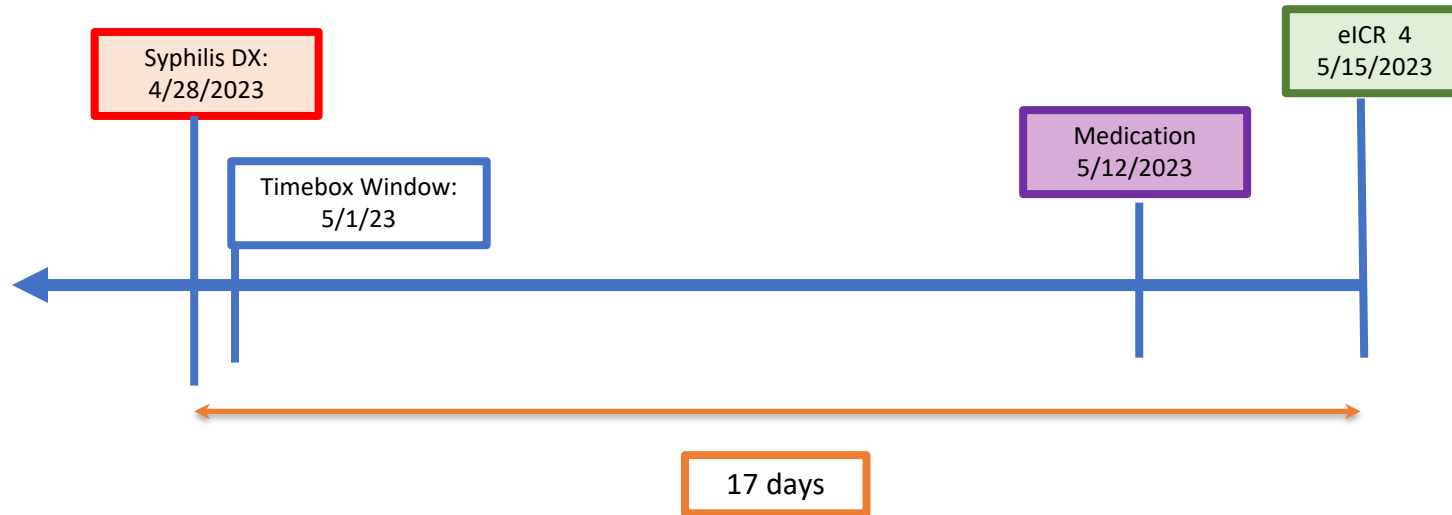 Syphilis DX:
4/28/2023
Timebox Window:
5/1/23
Medication
5/12/2023
eICR  4
5/15/2023
17 days